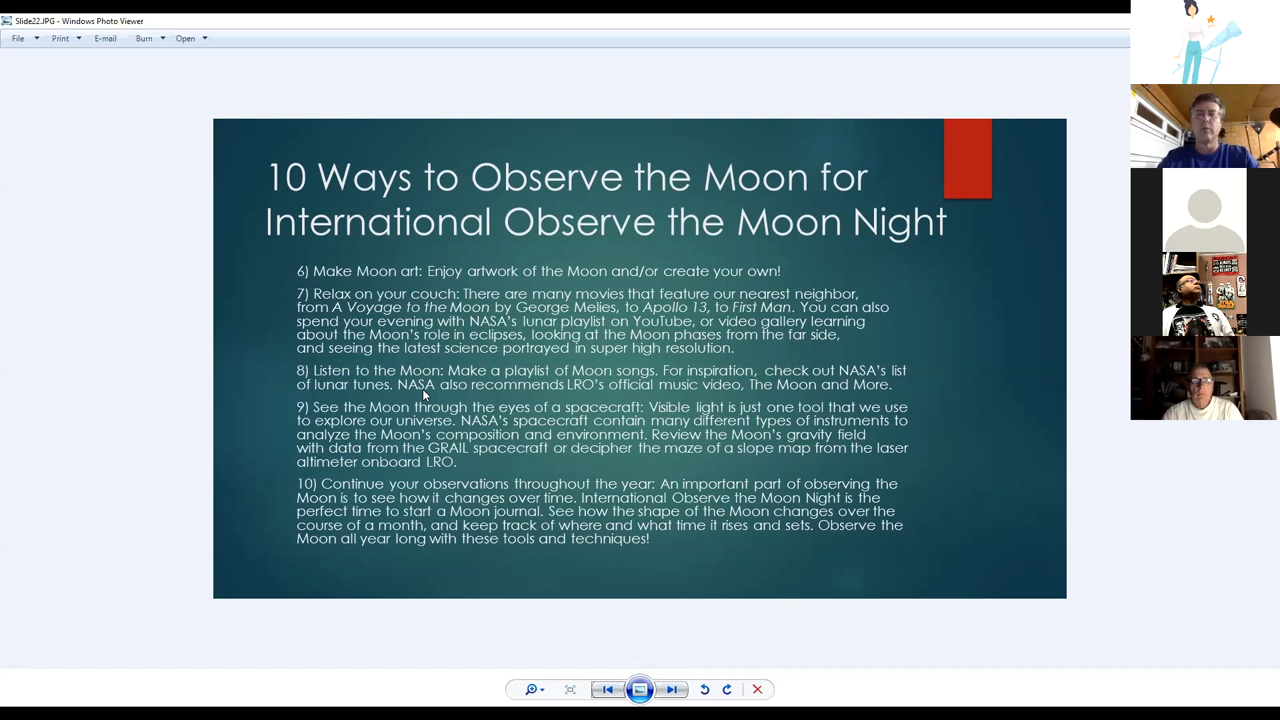 Slide22.JPG - Windows Photo Viewer
File Print E-mail Burn Open
10 Ways to Observe the Moon for
International Observe the Moon Night
6) Make Moon art: Enjoy artwork of the Moon and/or create your own!
7) Relax on your couch: There are many movies that feature our nearest neighbor,
from A Voyage to the Moon by George Melies, to Apollo 13, to First Man. You can also
spend your evening with NASA's lunar playlist on YouTube, or video gallery learning
about the Moon's role in eclipses, looking at the Moon phases from the far side,
and seeing the latest science portrayed in super high resolution.
8) Listen to the Moon: Make a playlist of Moon songs. For inspiration, check out NASA's list
of lunar tunes. NASA also recommends LRO's official music video, The Moon and More.
9) See the Moon through the eyes of a spacecraft: Visible light is just one tool that we use
to explore our universe. NASA's spacecraft contain many different types of instruments to
analyze the Moon's composition and environment. Review the Moon's gravity field
with data from the GRAIL spacecraft or decipher the maze of a slope map from the laser
altimeter onboard LRO.
10) Continue your observations throughout the year: An important part of observing the
Moon is to see how it changes over time. International Observe the Moon Night is the
perfect time to start a Moon journal. See how the shape of the Moon changes over the
course of a month, and keep track of where and what time it rises and sets. Observe the
Moon all year long with these tools and techniques!